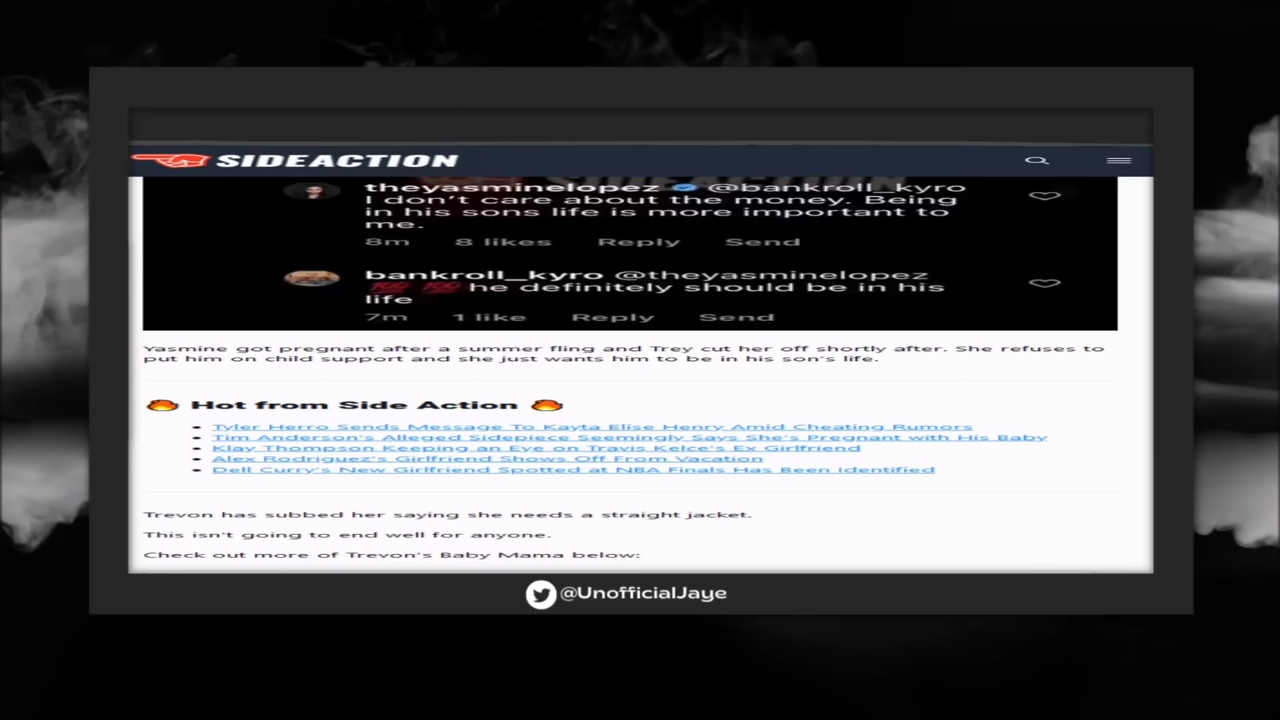 SIDEACTION
theyasminelopez @bankroll_kyro
I don't care about the money. Being
in his sons life is more important to
me.
8m 8 likes Reply Send
bankroll_kyro @theyasminelopez
💯 💯 he definitely should be in his
life
7m 1 like Reply Send
Yasmine got pregnant after a summer fling and Trey cut her off shortly after. She refuses to
put him on child support and she just wants him to be in his son's life.
🔥 Hot from Side Action 🔥
• Tyler Herro Sends Message To Kayta Elise Henry Amid Cheating Rumors
• Tim Anderson's Alleged Sidepiece Seemingly Says She's Pregnant with His Baby
• Klay Thompson Keeping an Eye on Travis Kelce's Ex Girlfriend
• Alex Rodriguez's Girlfriend Shows Off From Vacation
• Dell Curry's New Girlfriend Spotted at NBA Finals Has Been Identified
Trevon has subbed her saying she needs a straight jacket.
This isn't going to end well for anyone.
Check out more of Trevon's Baby Mama below:
@UnofficialJaye